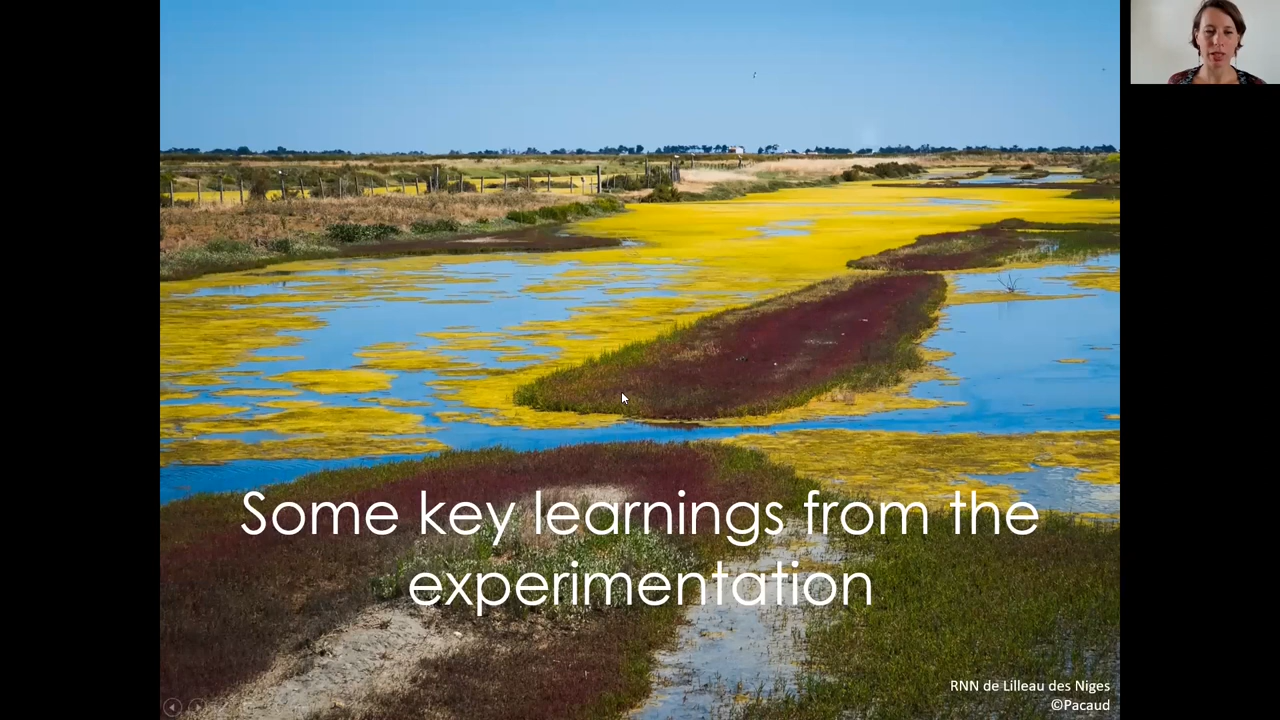 Some key learnings from the
experimentation
RNN de Lilleau des Niges
©Pacaud